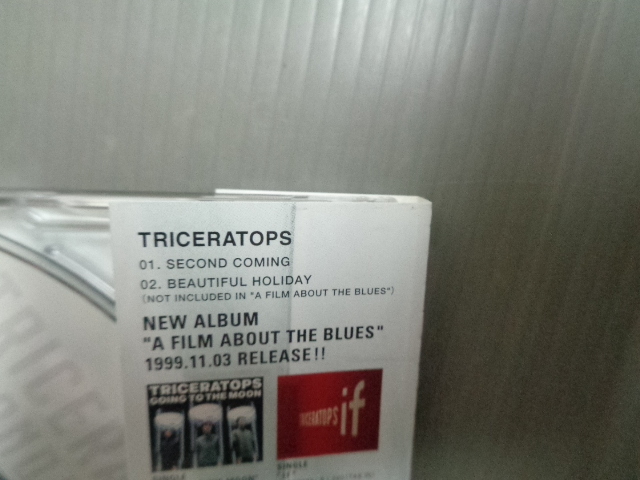 TRICERATOPS
01. SECOND COMING
02. BEAUTIFUL HOLIDAY
(NOT INCLUDED IN "A FILM ABOUT THE BLUES")
NEW ALBUM
"A FILM ABOUT THE BLUES"
1999.11.03 RELEASE!!
TRICERATOPS
GOING TO THE MOON
TRICERATOPS if
SINGLE